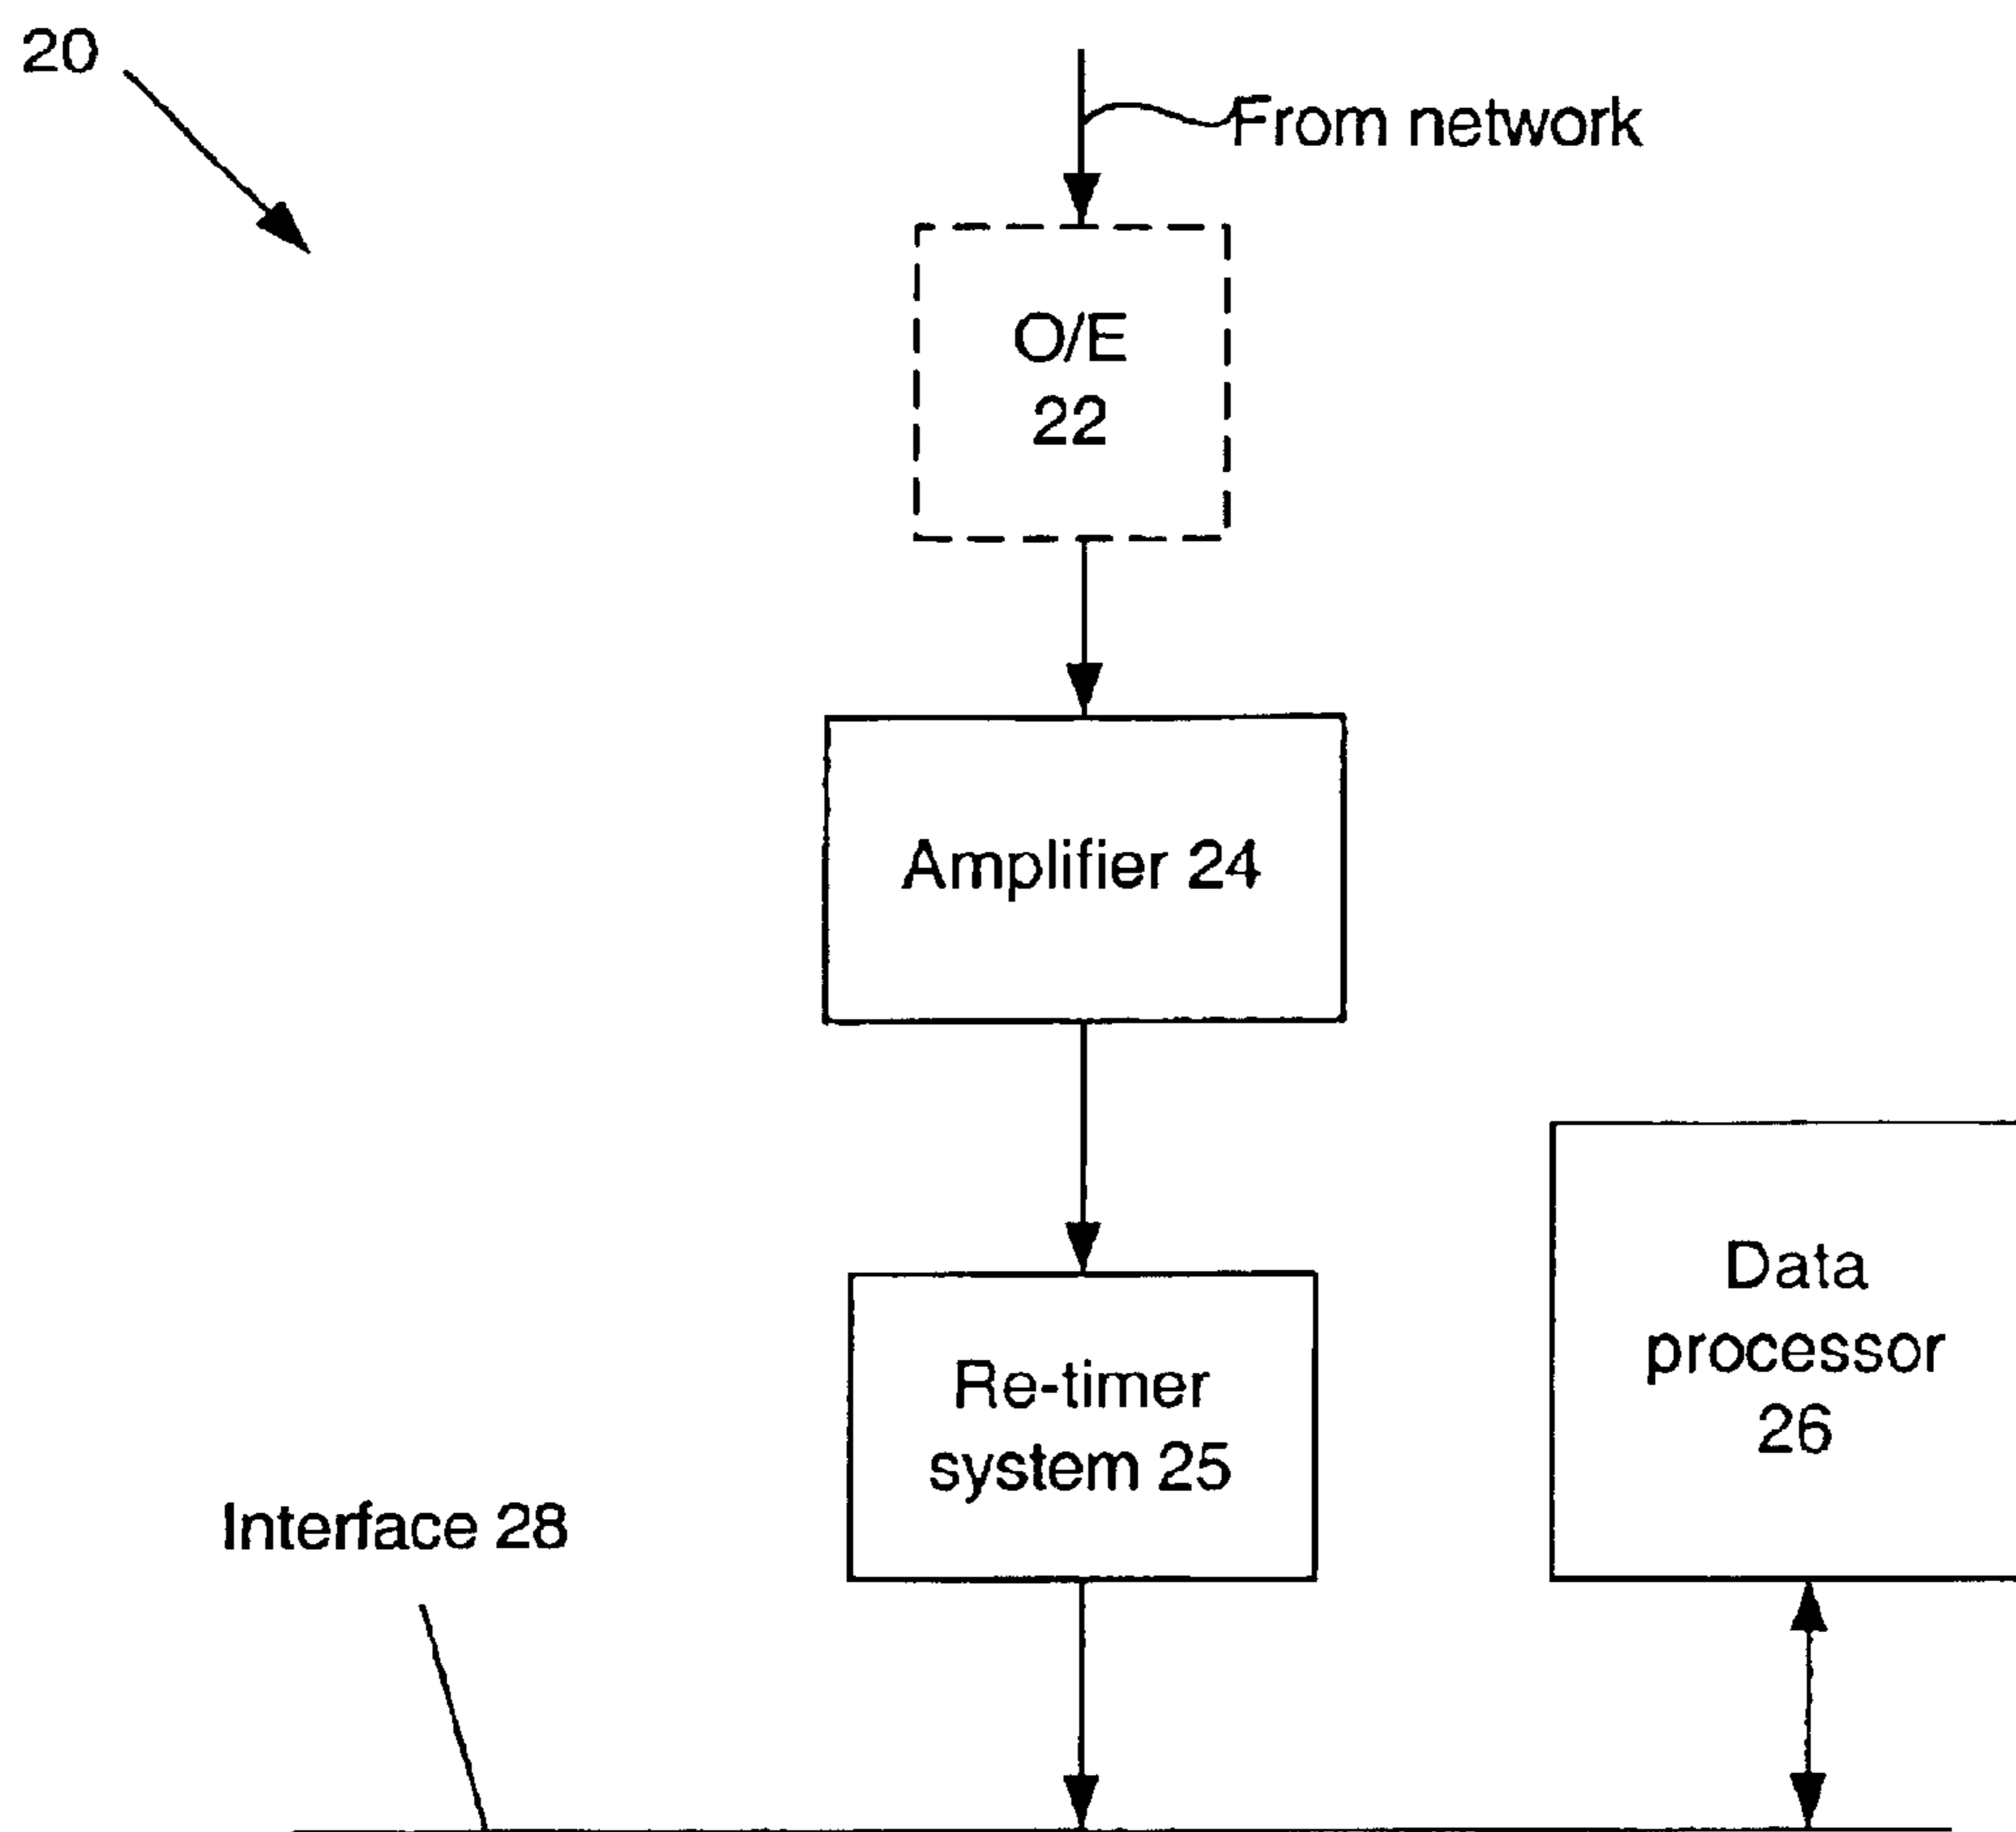 20
From network
O/E
22
Amplifier 24
Data
processor
26
Re-timer
system 25
Interface 28